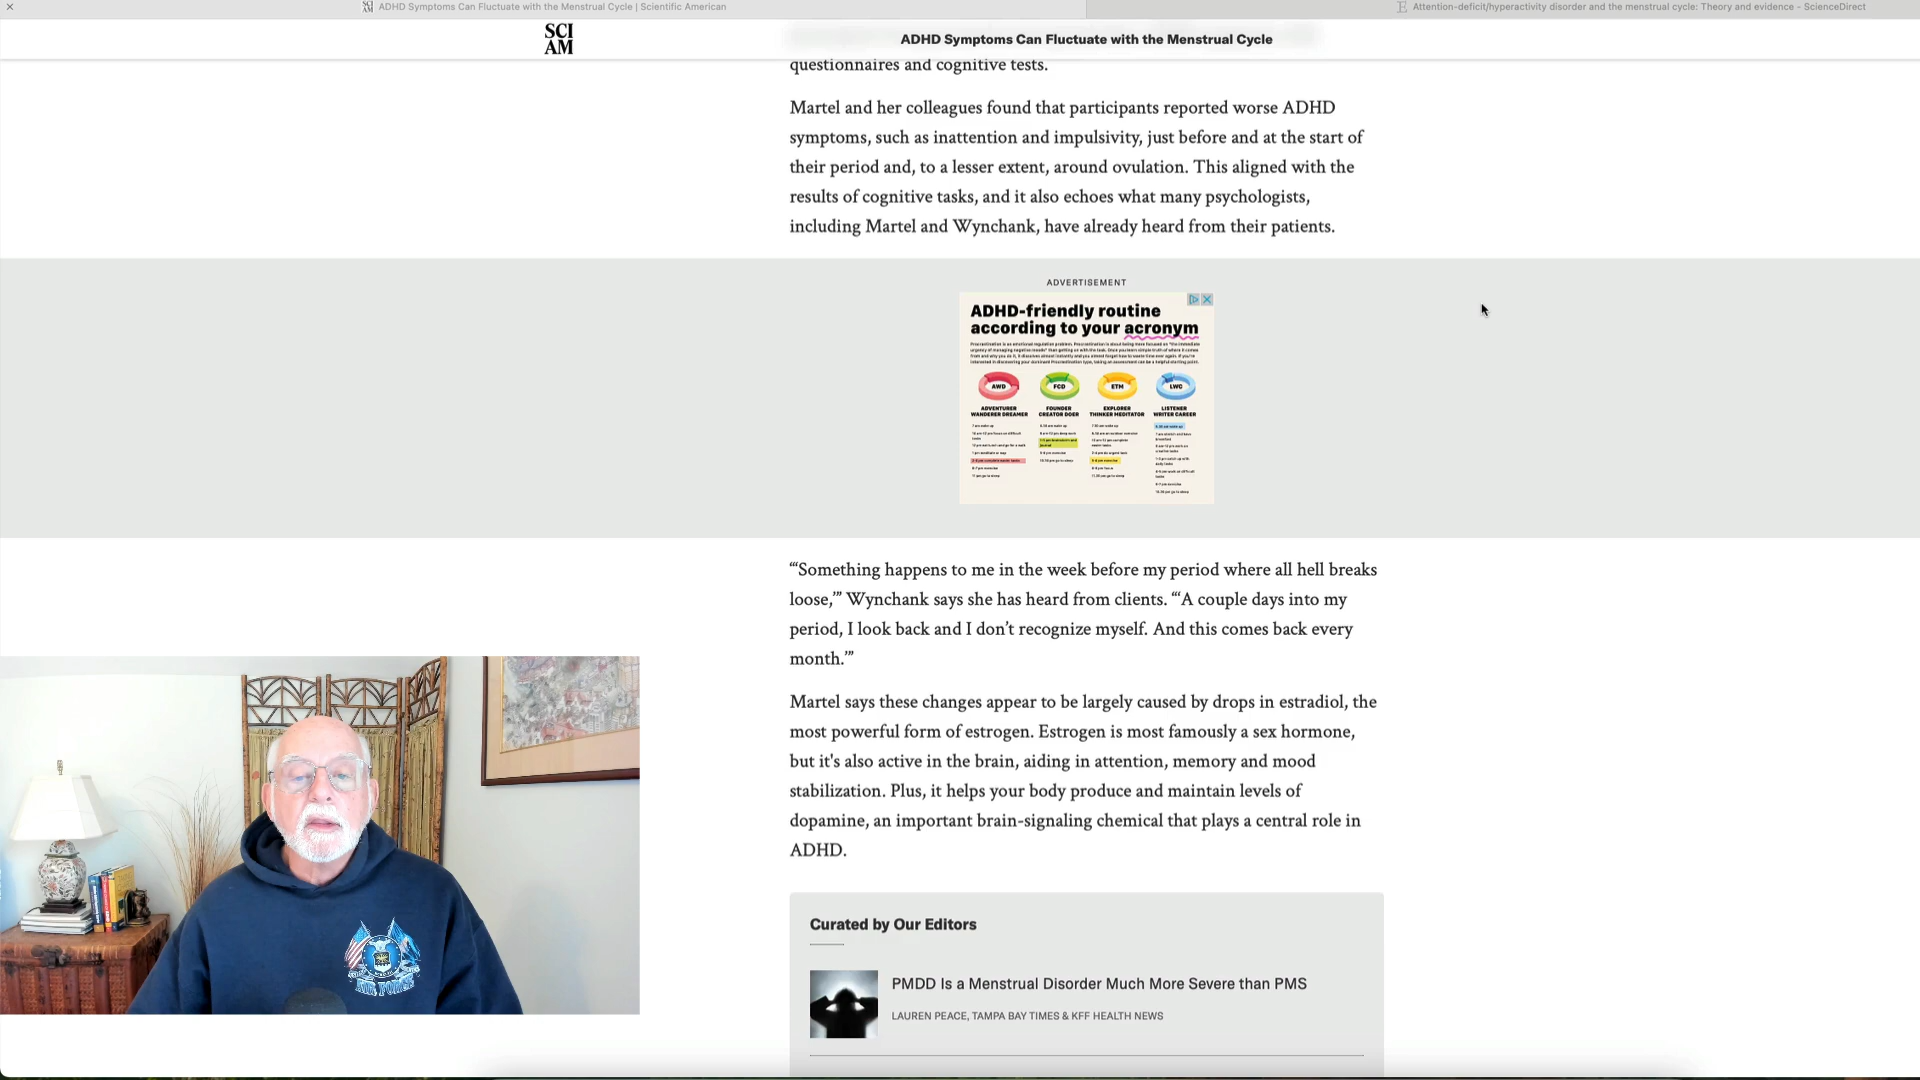 ADHD Symptoms Can Fluctuate with the Menstrual Cycle | Scientific American
Attention-deficit/hyperactivity disorder and the menstrual cycle: Theory and evidence - ScienceDirect
SCI
AM
ADHD Symptoms Can Fluctuate with the Menstrual Cycle
questionnaires and cognitive tests.
Martel and her colleagues found that participants reported worse ADHD
symptoms, such as inattention and impulsivity, just before and at the start of
their period and, to a lesser extent, around ovulation. This aligned with the
results of cognitive tasks, and it also echoes what many psychologists,
including Martel and Wynchank, have already heard from their patients.
ADVERTISEMENT
ADHD-friendly routine
according to your acronym
AWD
FCD
ETM
LWC
ADVENTURER
WANDERER DREAMER
FOUNDER
CREATOR DOER
EXPLORER
THINKER MEDITATOR
LISTENER
WRITER CAREER
“‘Something happens to me in the week before my period where all hell breaks
loose,’” Wynchank says she has heard from clients. “‘A couple days into my
period, I look back and I don’t recognize myself. And this comes back every
month.’”
Martel says these changes appear to be largely caused by drops in estradiol, the
most powerful form of estrogen. Estrogen is most famously a sex hormone,
but it's also active in the brain, aiding in attention, memory and mood
stabilization. Plus, it helps your body produce and maintain levels of
dopamine, an important brain-signaling chemical that plays a central role in
ADHD.
Curated by Our Editors
PMDD Is a Menstrual Disorder Much More Severe than PMS
LAUREN PEACE, TAMPA BAY TIMES & KFF HEALTH NEWS
AIR FORCE